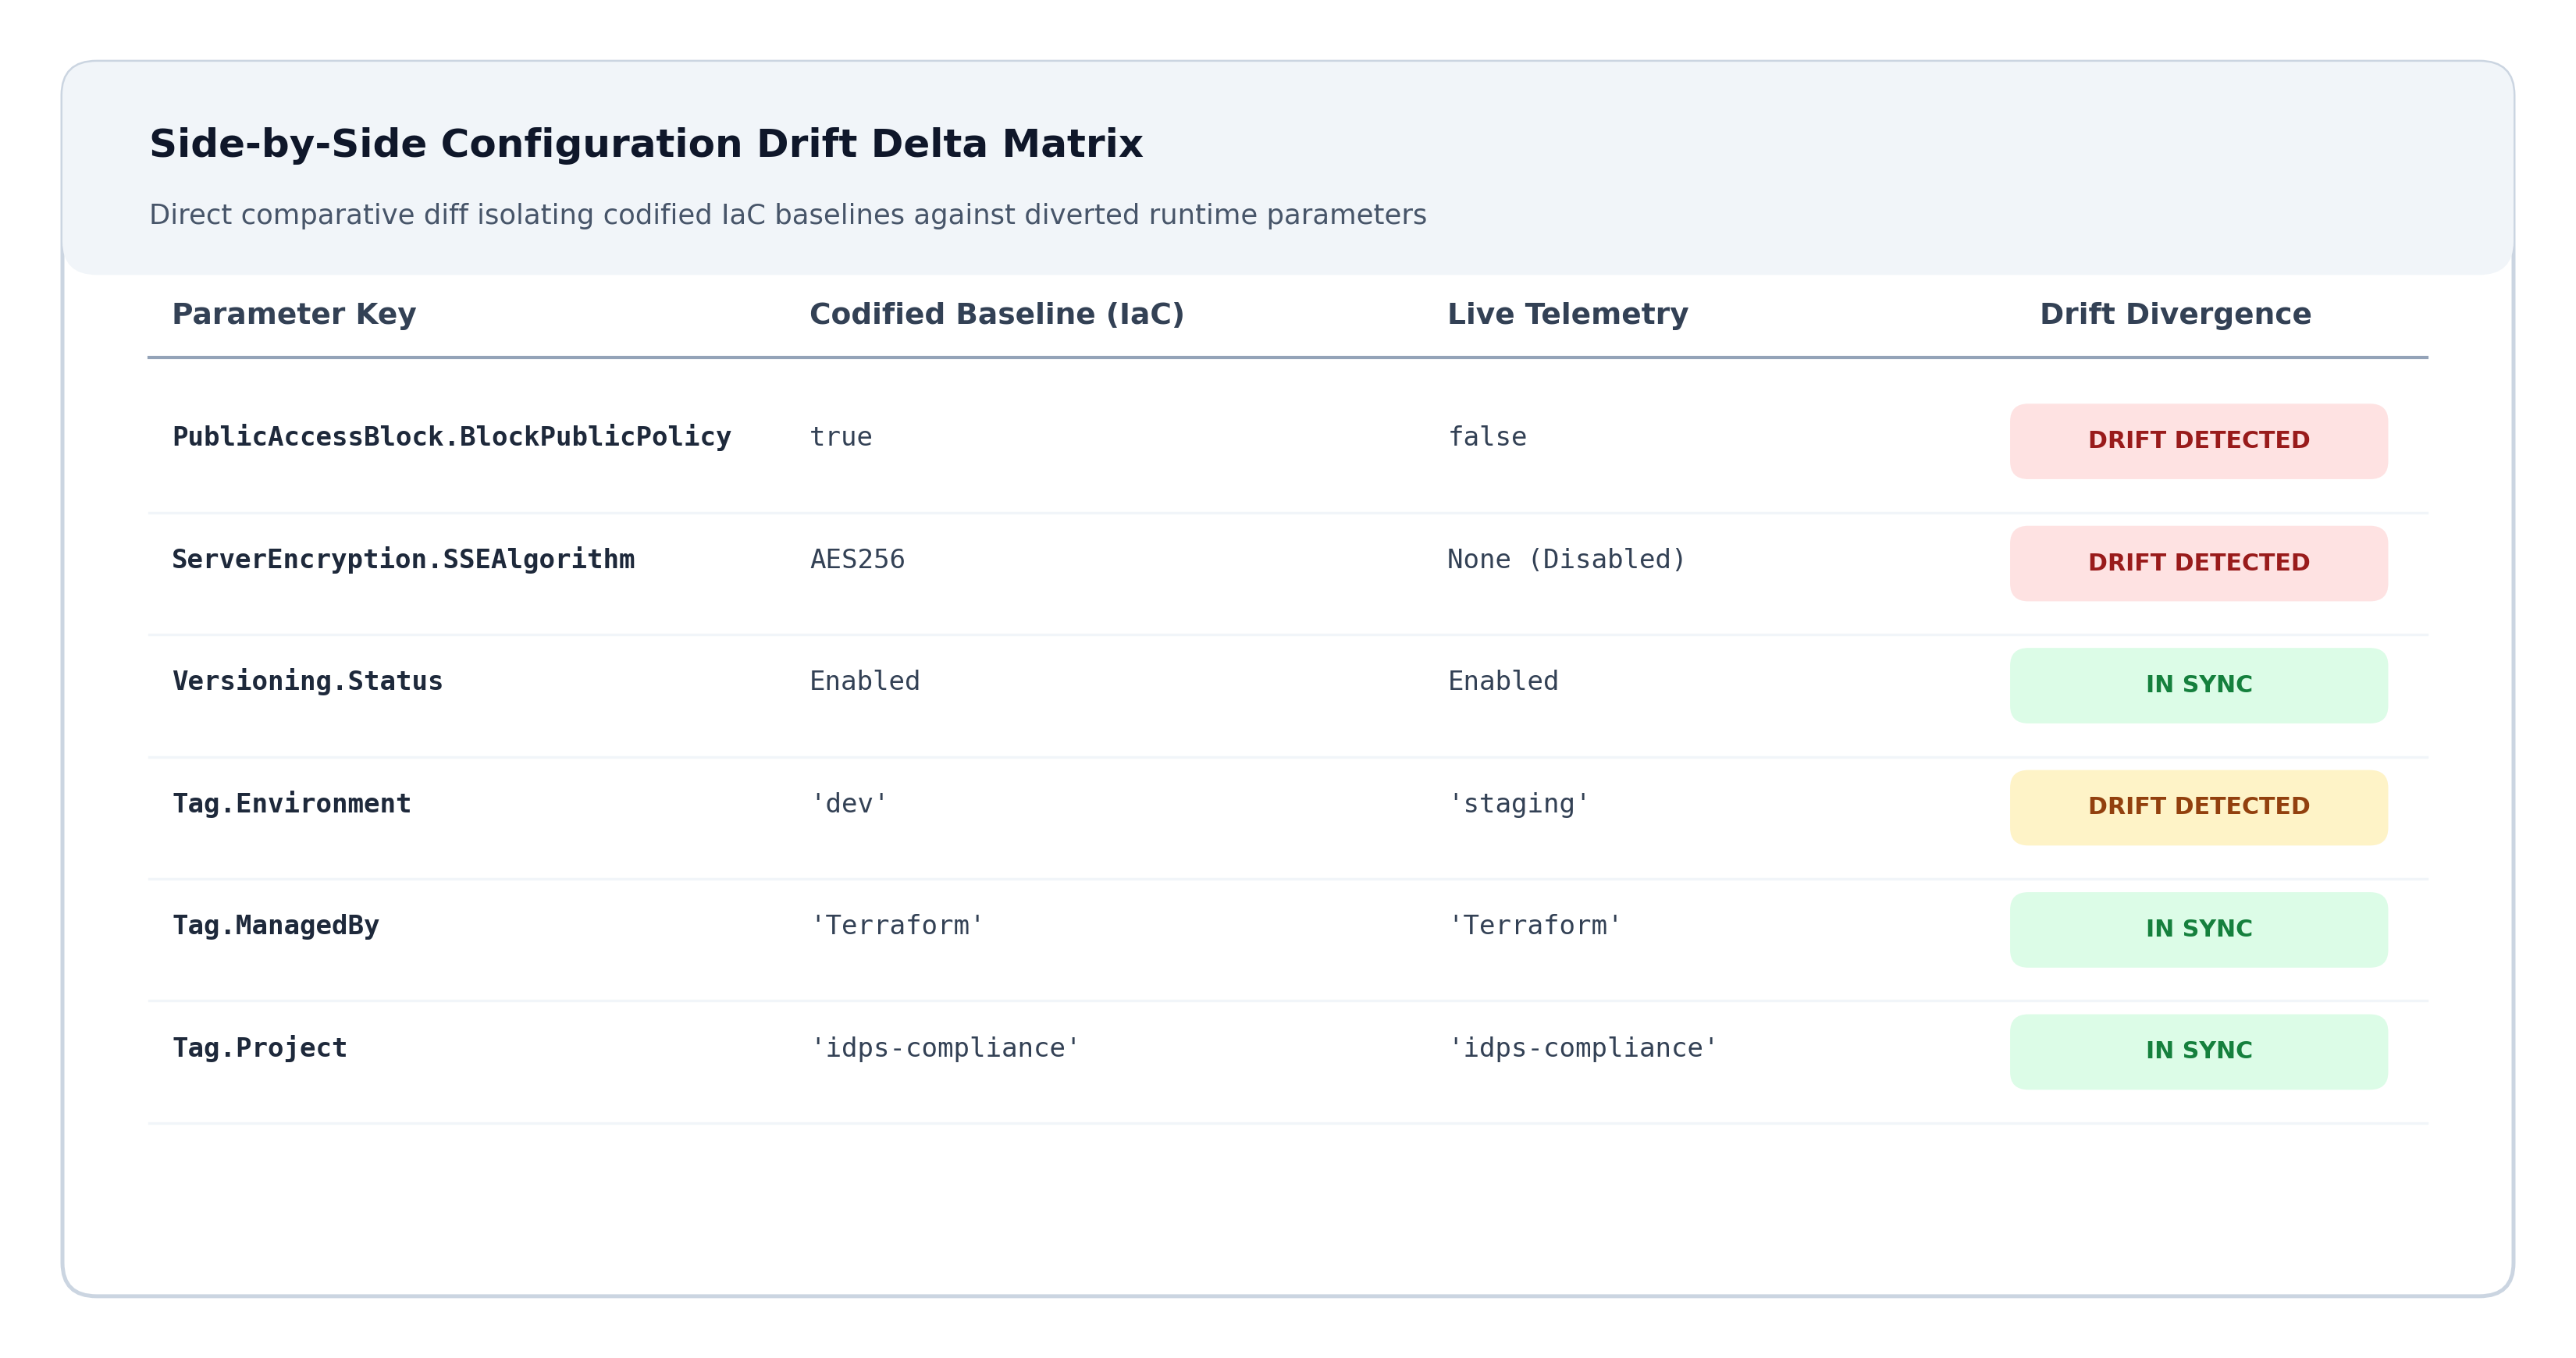 Side-by-Side Configuration Drift Delta Matrix
Direct comparative diff isolating codified IaC baselines against diverted runtime parameters
Parameter Key Codified Baseline (IaC) Live Telemetry Drift Divergence
PublicAccessBlock.BlockPublicPolicy true false DRIFT DETECTED
ServerEncryption.SSEAlgorithm AES256 None (Disabled) DRIFT DETECTED
Versioning.Status Enabled Enabled IN SYNC
Tag.Environment 'dev' 'staging' DRIFT DETECTED
Tag.ManagedBy 'Terraform' 'Terraform' IN SYNC
Tag.Project 'idps-compliance' 'idps-compliance' IN SYNC